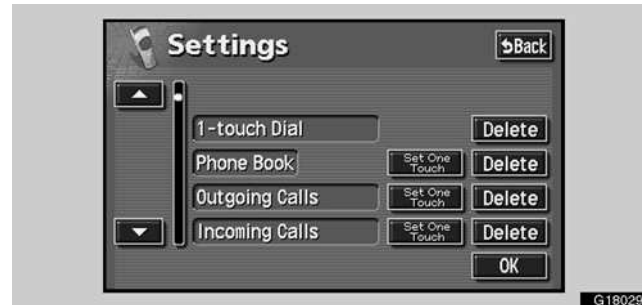 Settings
Back
1-touch Dial
Delete
Phone Book
Set One
Touch
Delete
Outgoing Calls
Set One
Touch
Delete
Incoming Calls
Set One
Touch
Delete
OK
G18029